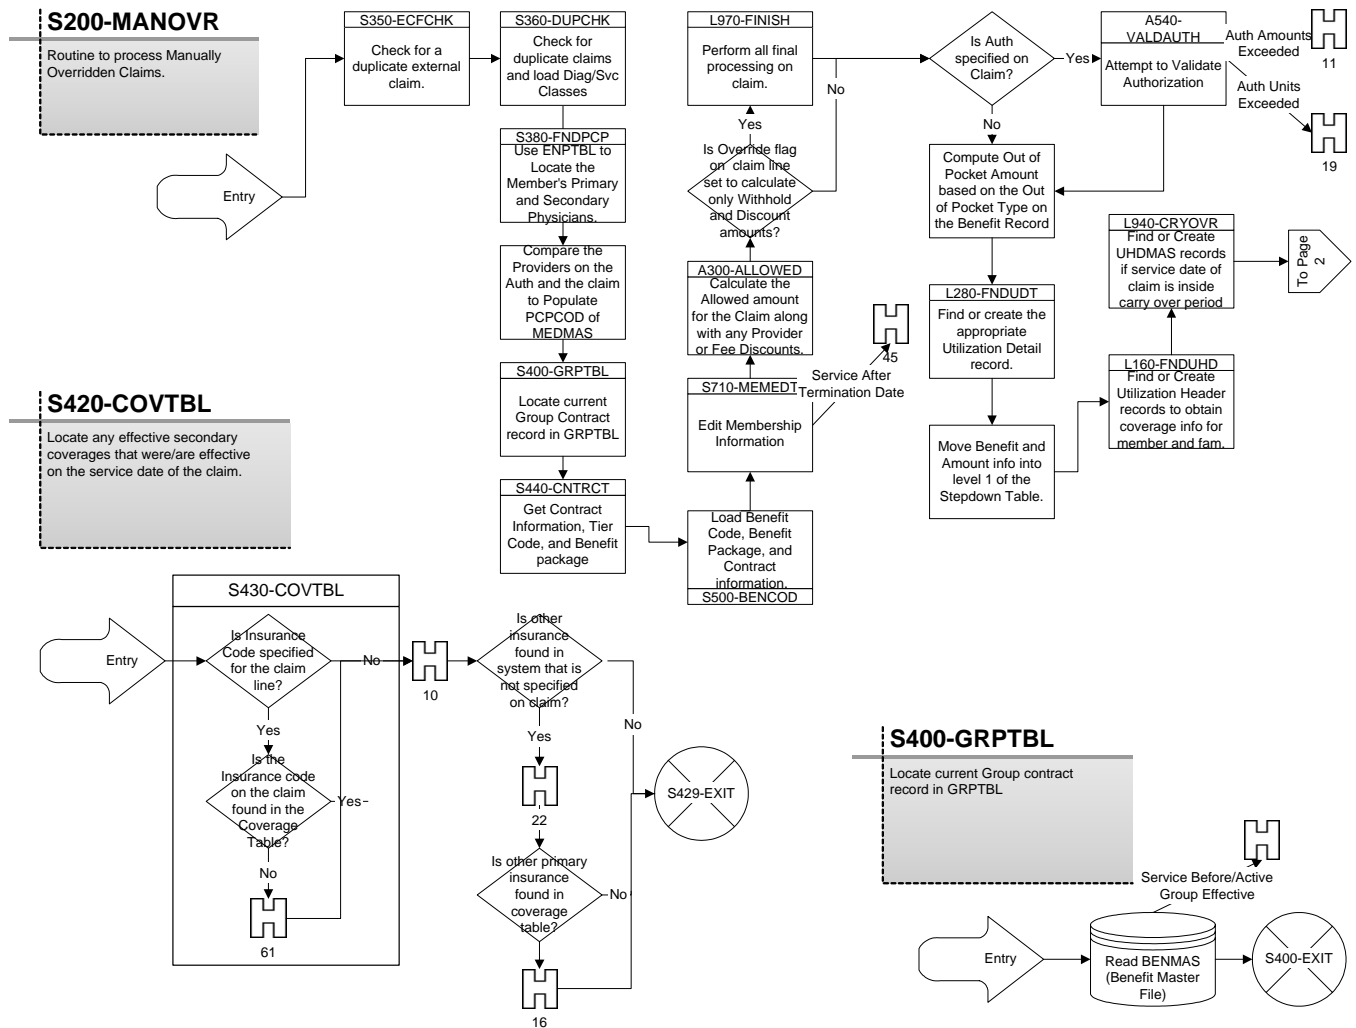 S200-MANOVR
Routine to process Manually
Overridden Claims.
Entry
S350-ECFCHK
Check for a
duplicate external
claim.
S360-DUPCHK
Check for
duplicate claims
and load Diag/Svc
Classes
S380-FNDPCP
Use ENPTBL to
Locate the
Member's Primary
and Secondary
Physicians.
Compare the
Providers on the
Auth and the claim
to Populate
PCPCOD of
MEDMAS
S400-GRPTBL
Locate current
Group Contract
record in GRPTBL
S440-CNTRCT
Get Contract
Information, Tier
Code, and Benefit
package
Load Benefit
Code, Benefit
Package, and
Contract
information.
S500-BENCOD
S710-MEMEDT
Edit Membership
Information
Service After
Termination Date
45
A300-ALLOWED
Calculate the
Allowed amount
for the Claim along
with any Provider
or Fee Discounts.
Is Override flag
on claim line
set to calculate
only Withhold
and Discount
amounts?
Yes
No
L970-FINISH
Perform all final
processing on
claim.
Is Auth
specified on
Claim?
Yes
No
A540-
VALDAUTH
Attempt to Validate
Authorization
Auth Amounts
Exceeded
11
Auth Units
Exceeded
19
Compute Out of
Pocket Amount
based on the Out
of Pocket Type on
the Benefit Record
L280-FNDUDT
Find or create the
appropriate
Utilization Detail
record.
Move Benefit and
Amount info into
level 1 of the
Stepdown Table.
L160-FNDUHD
Find or Create
Utilization Header
records to obtain
coverage info for
member and fam.
L940-CRYOVR
Find or Create
UHDMAS records
if service date of
claim is inside
carry over period
To Page
2
S420-COVTBL
Locate any effective secondary
coverages that were/are effective
on the service date of the claim.
Entry
S430-COVTBL
Is Insurance
Code specified
for the claim
line?
No
Yes
Is the
Insurance code
on the claim
found in the
Coverage
Table?
Yes
No
61
10
Is other
insurance
found in
system that is
not specified
on claim?
No
Yes
22
Is other primary
insurance
found in
coverage
table?
No
16
S429-EXIT
S400-GRPTBL
Locate current Group contract
record in GRPTBL
Service Before/Active
Group Effective
Entry
Read BENMAS
(Benefit Master
File)
S400-EXIT